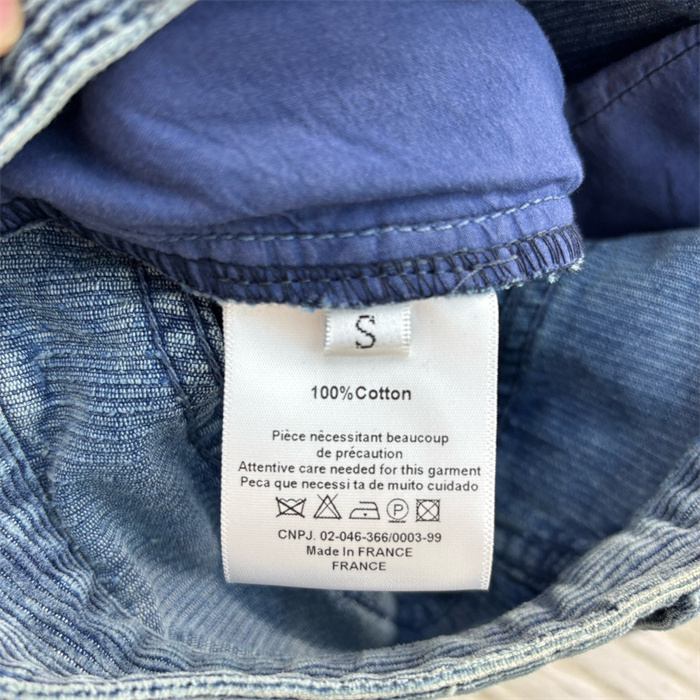 S
100%Cotton
Pièce nêcessitant beaucoup
de précaution
Attentive care needed for this garment
Peca que necessi ta de muito cuidado
P
CNPJ. 02-046-366/0003-99
Made In FRANCE
FRANCE